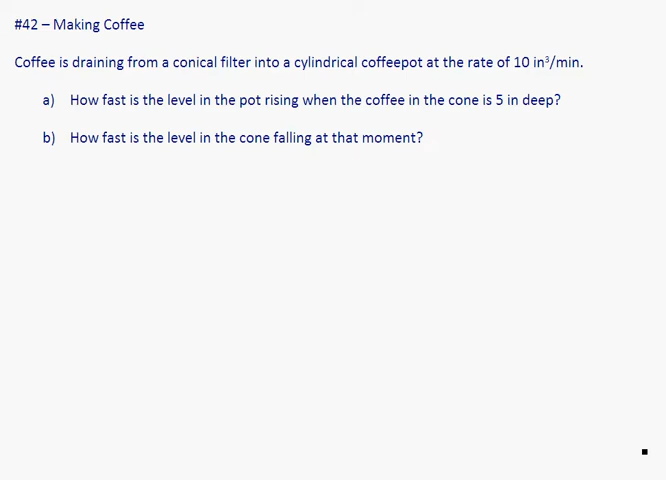 #42 – Making Coffee
Coffee is draining from a conical filter into a cylindrical coffeepot at the rate of 10 in³/min.
a) How fast is the level in the pot rising when the coffee in the cone is 5 in deep?
b) How fast is the level in the cone falling at that moment?